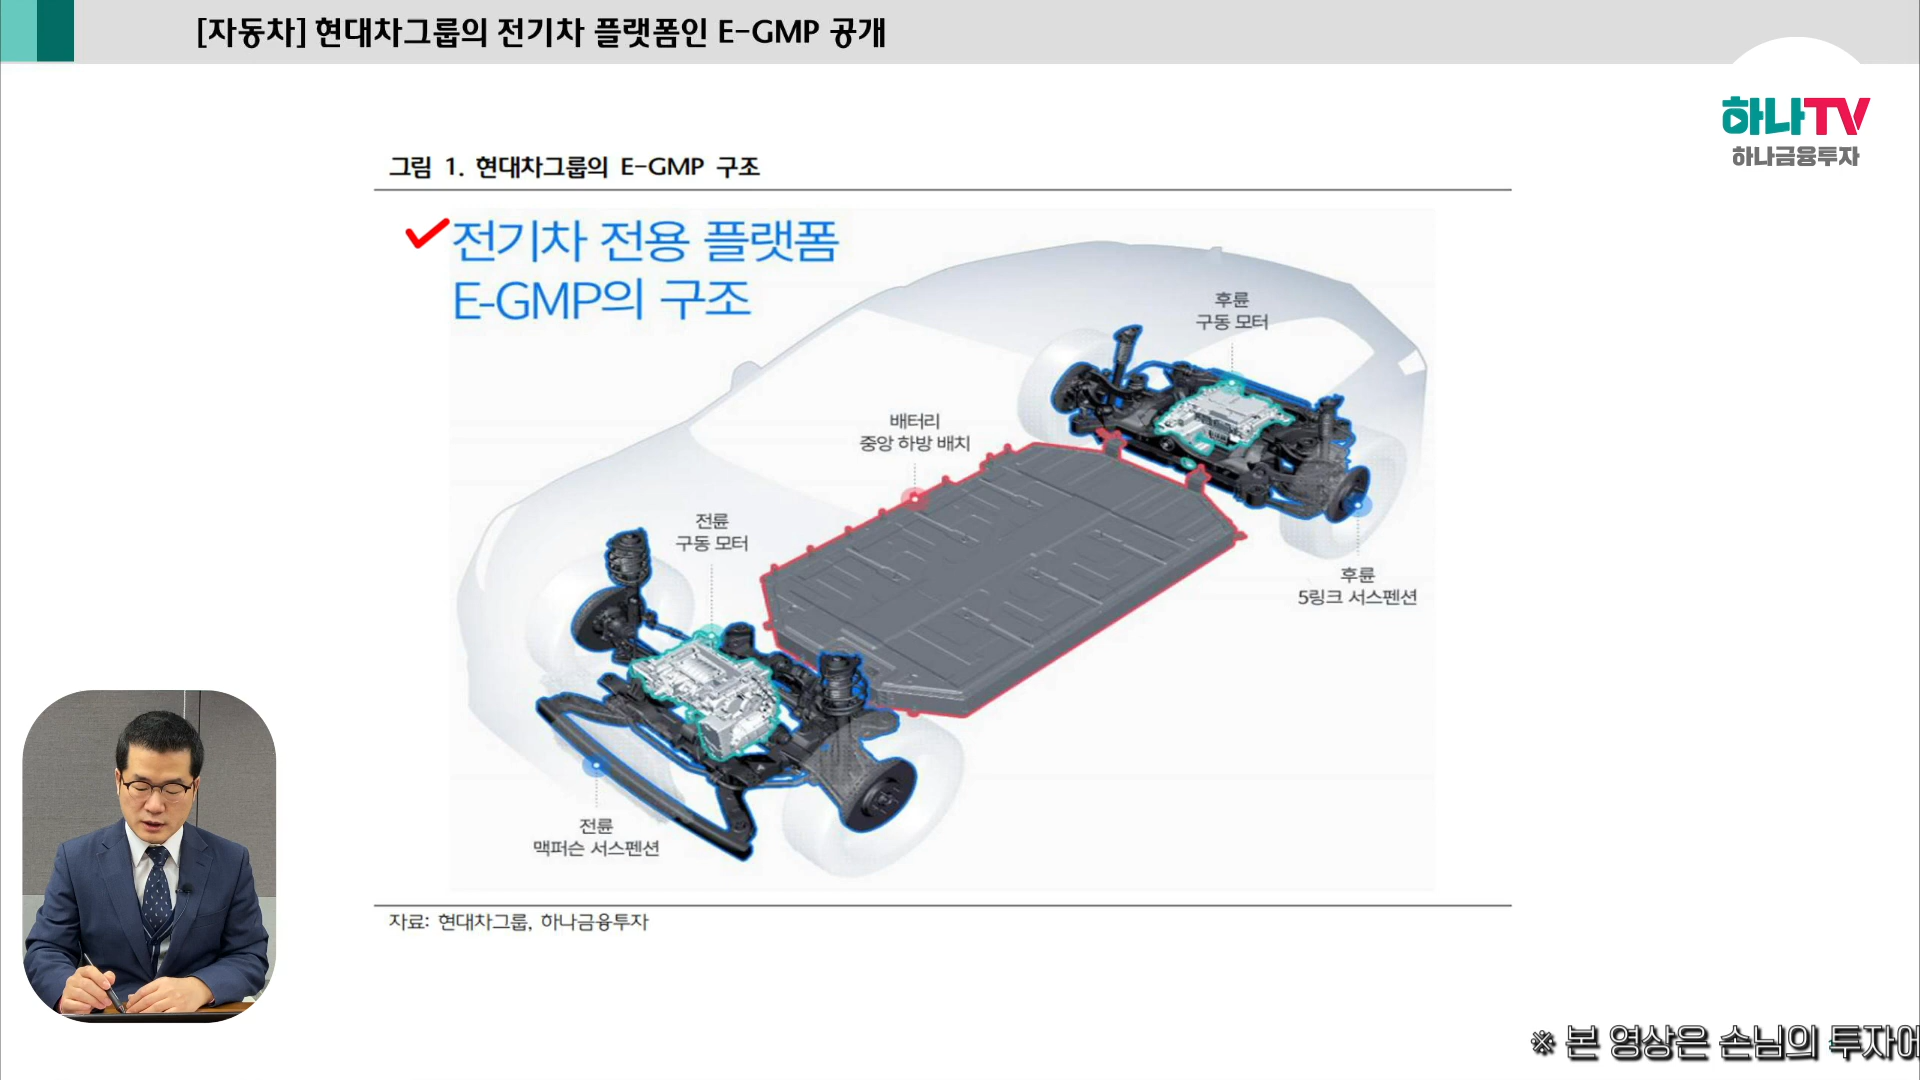 [자동차] 현대차그룹의 전기차 플랫폼인 E-GMP 공개
하나TV
하나금융투자
그림 1. 현대차그룹의 E-GMP 구조
전기차 전용 플랫폼
E-GMP의 구조
후륜
구동 모터
배터리
중앙 하방 배치
전륜
구동 모터
후륜
5링크 서스펜션
전륜
맥퍼슨 서스펜션
자료: 현대차그룹, 하나금융투자
※ 본 영상은 손님의 투자에